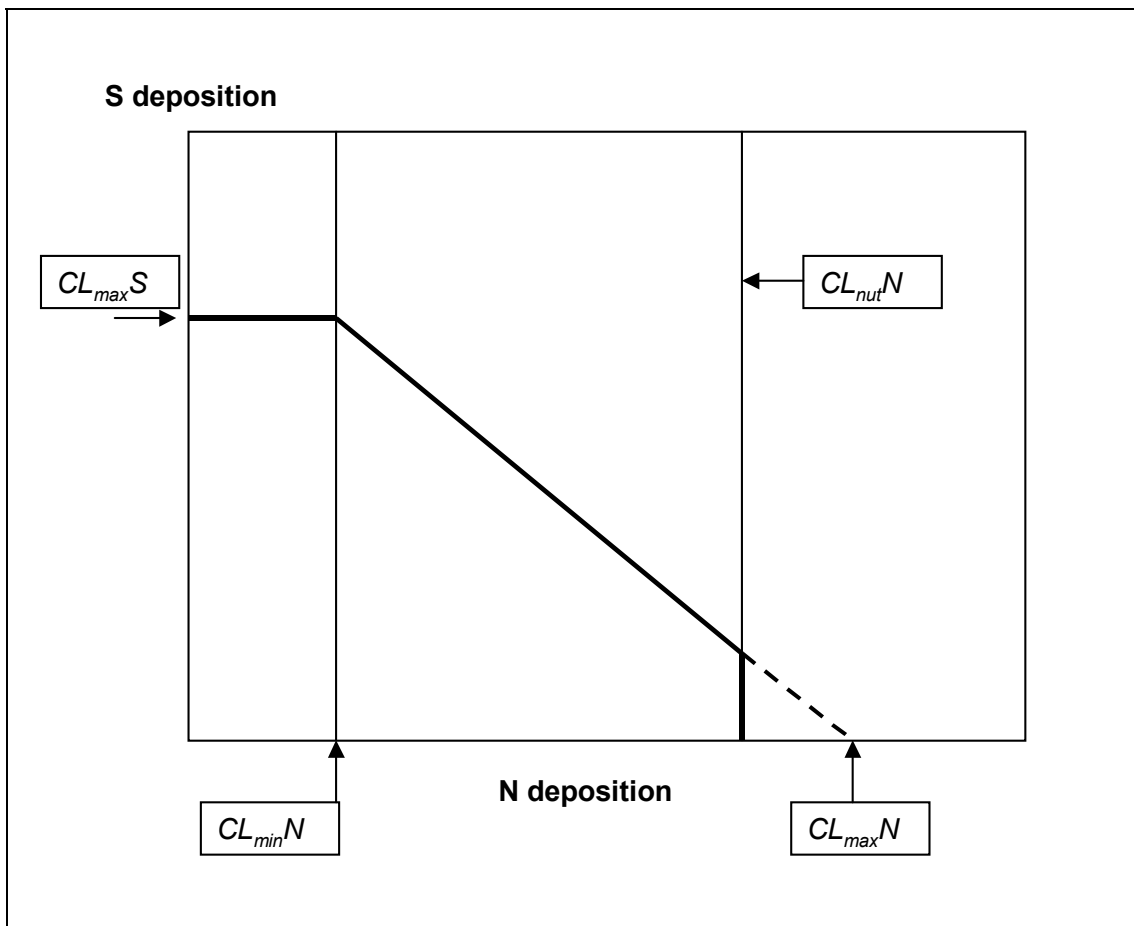 S deposition
CLmaxS
CLnutN
N deposition
CLminN
CLmaxN